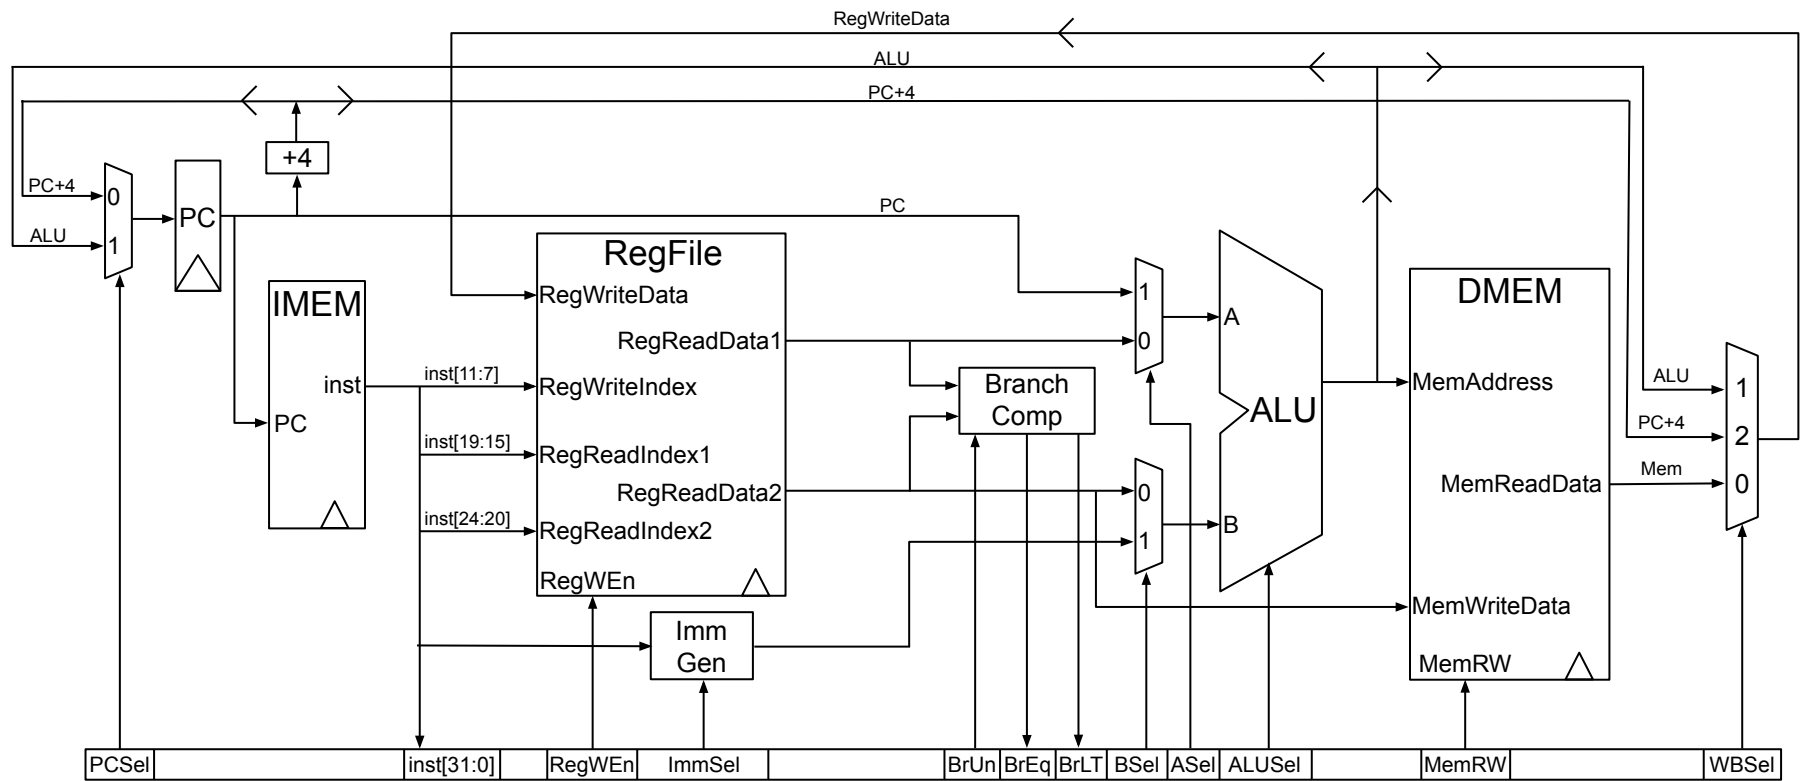 RegWriteData
ALU
PC+4
+4
PC+4
0
PC
PC
ALU
1
RegFile
IMEM
DMEM
RegWriteData
1
A
RegReadData1
0
inst
inst[11:7]
RegWriteIndex
Branch
Comp
MemAddress
ALU
1
ALU
PC
PC+4
2
inst[19:15]
RegReadIndex1
RegReadData2
0
Mem
MemReadData
0
inst[24:20]
RegReadIndex2
B
1
RegWEn
MemWriteData
Imm
Gen
MemRW
PCSel
inst[31:0]
RegWEn
ImmSel
BrUn
BrEq
BrLT
BSel
ASel
ALUSel
MemRW
WBSel